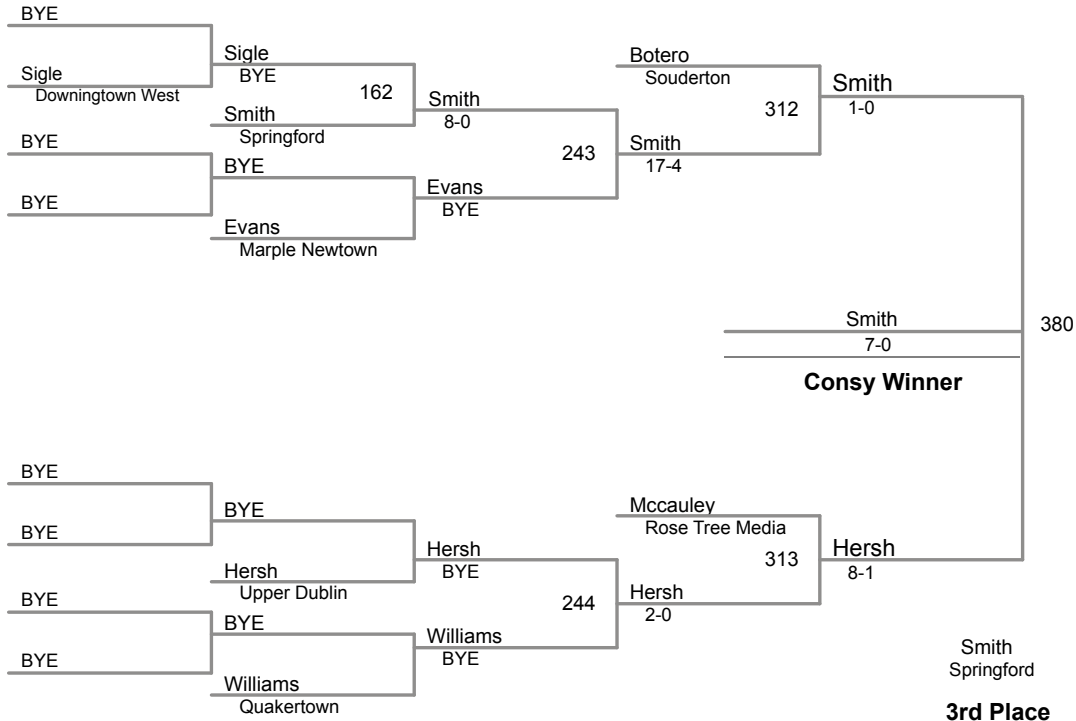 BYE
Sigle
Downingtown West
BYE
BYE
Sigle
BYE
162
Smith
Springford
BYE
Evans
Marple Newtown
Smith
8-0
243
Evans
BYE
Botero
Souderton
312
Smith
17-4
Smith
1-0
Smith
7-0
380
Consy Winner
BYE
BYE
BYE
BYE
BYE
Hersh
Upper Dublin
BYE
Williams
Quakertown
Hersh
BYE
244
Williams
BYE
Mccauley
Rose Tree Media
313
Hersh
2-0
Hersh
8-1
Smith
Springford
3rd Place